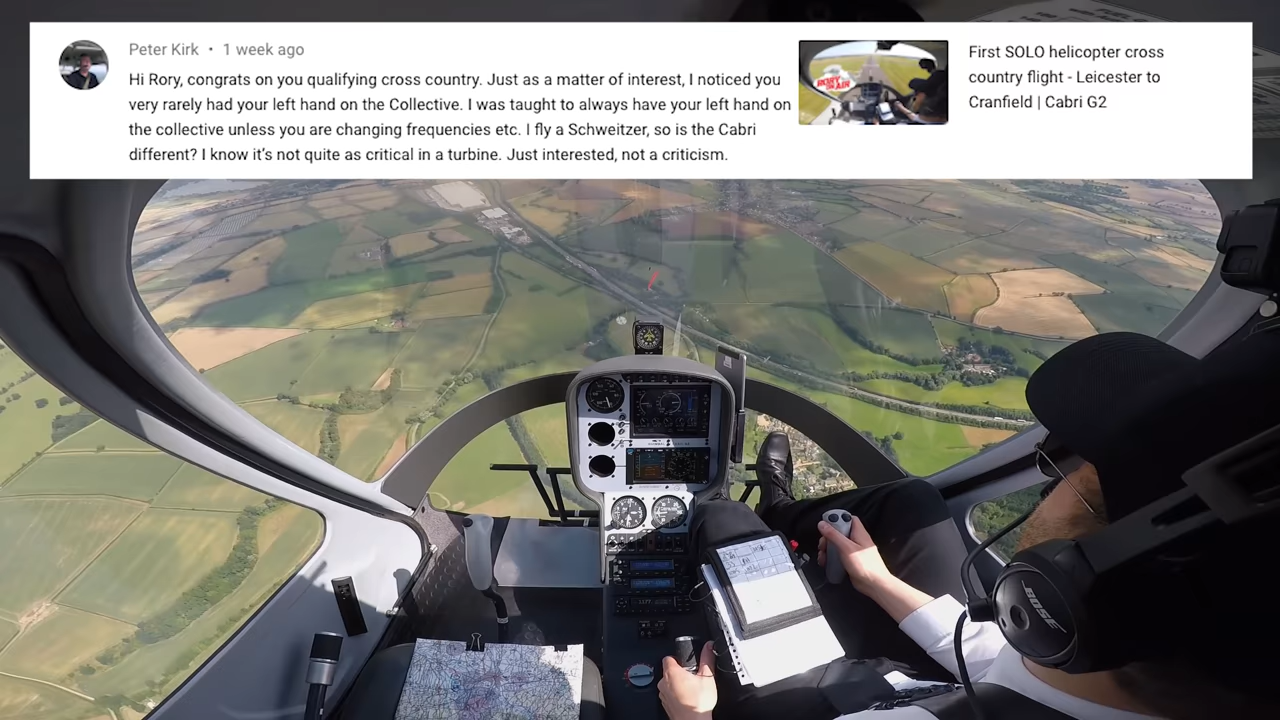 Peter Kirk • 1 week ago
Hi Rory, congrats on you qualifying cross country. Just as a matter of interest, I noticed you
very rarely had your left hand on the Collective. I was taught to always have your left hand on
the collective unless you are changing frequencies etc. I fly a Schweitzer, so is the Cabri
different? I know it's not quite as critical in a turbine. Just interested, not a criticism.
RORY
ON AIR
First SOLO helicopter cross
country flight - Leicester to
Cranfield | Cabri G2
BOSE